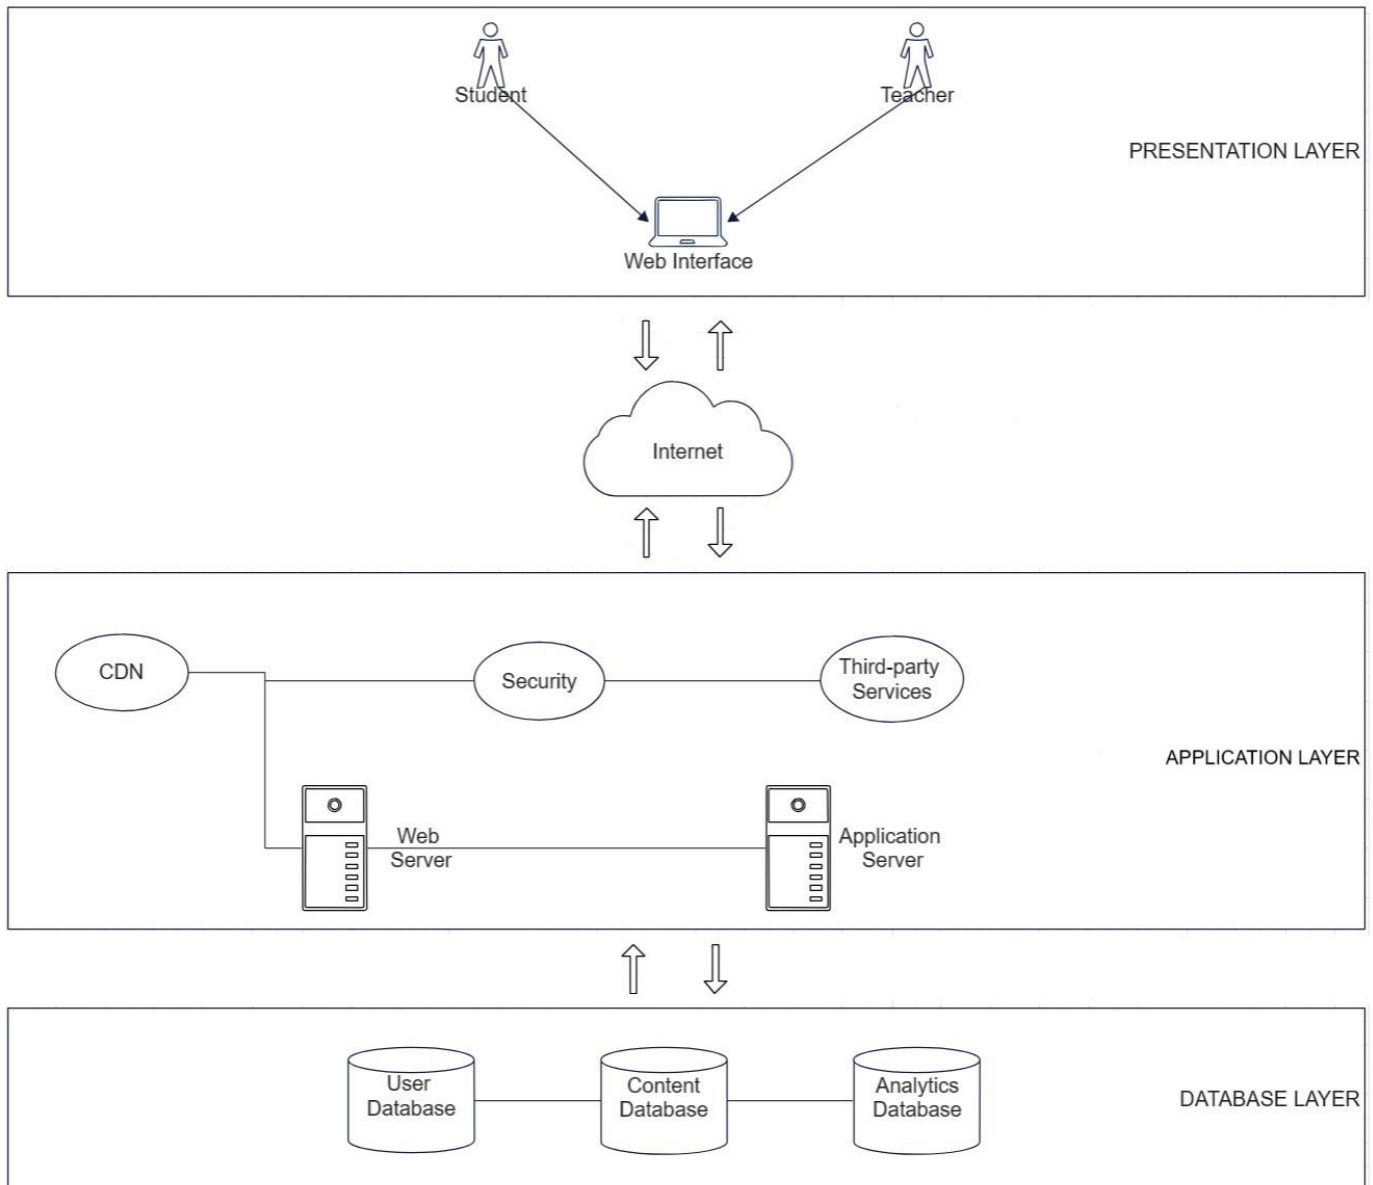 Student
Teacher
PRESENTATION LAYER
Web Interface
Internet
CDN
Security
Third-party
Services
APPLICATION LAYER
Web
Server
Application
Server
User
Database
Content
Database
Analytics
Database
DATABASE LAYER